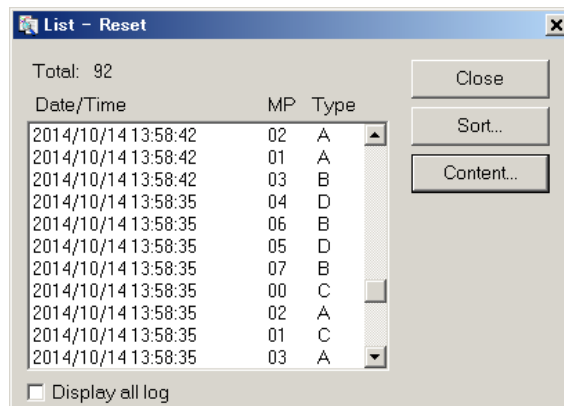 List - Reset
Total: 92
Close
Date/Time MP Type
Sort...
Content...
2014/10/14 13:58:42 02 A
2014/10/14 13:58:42 01 A
2014/10/14 13:58:42 03 B
2014/10/14 13:58:35 04 D
2014/10/14 13:58:35 06 B
2014/10/14 13:58:35 05 D
2014/10/14 13:58:35 07 B
2014/10/14 13:58:35 00 C
2014/10/14 13:58:35 02 A
2014/10/14 13:58:35 01 C
2014/10/14 13:58:35 03 A
Display all log